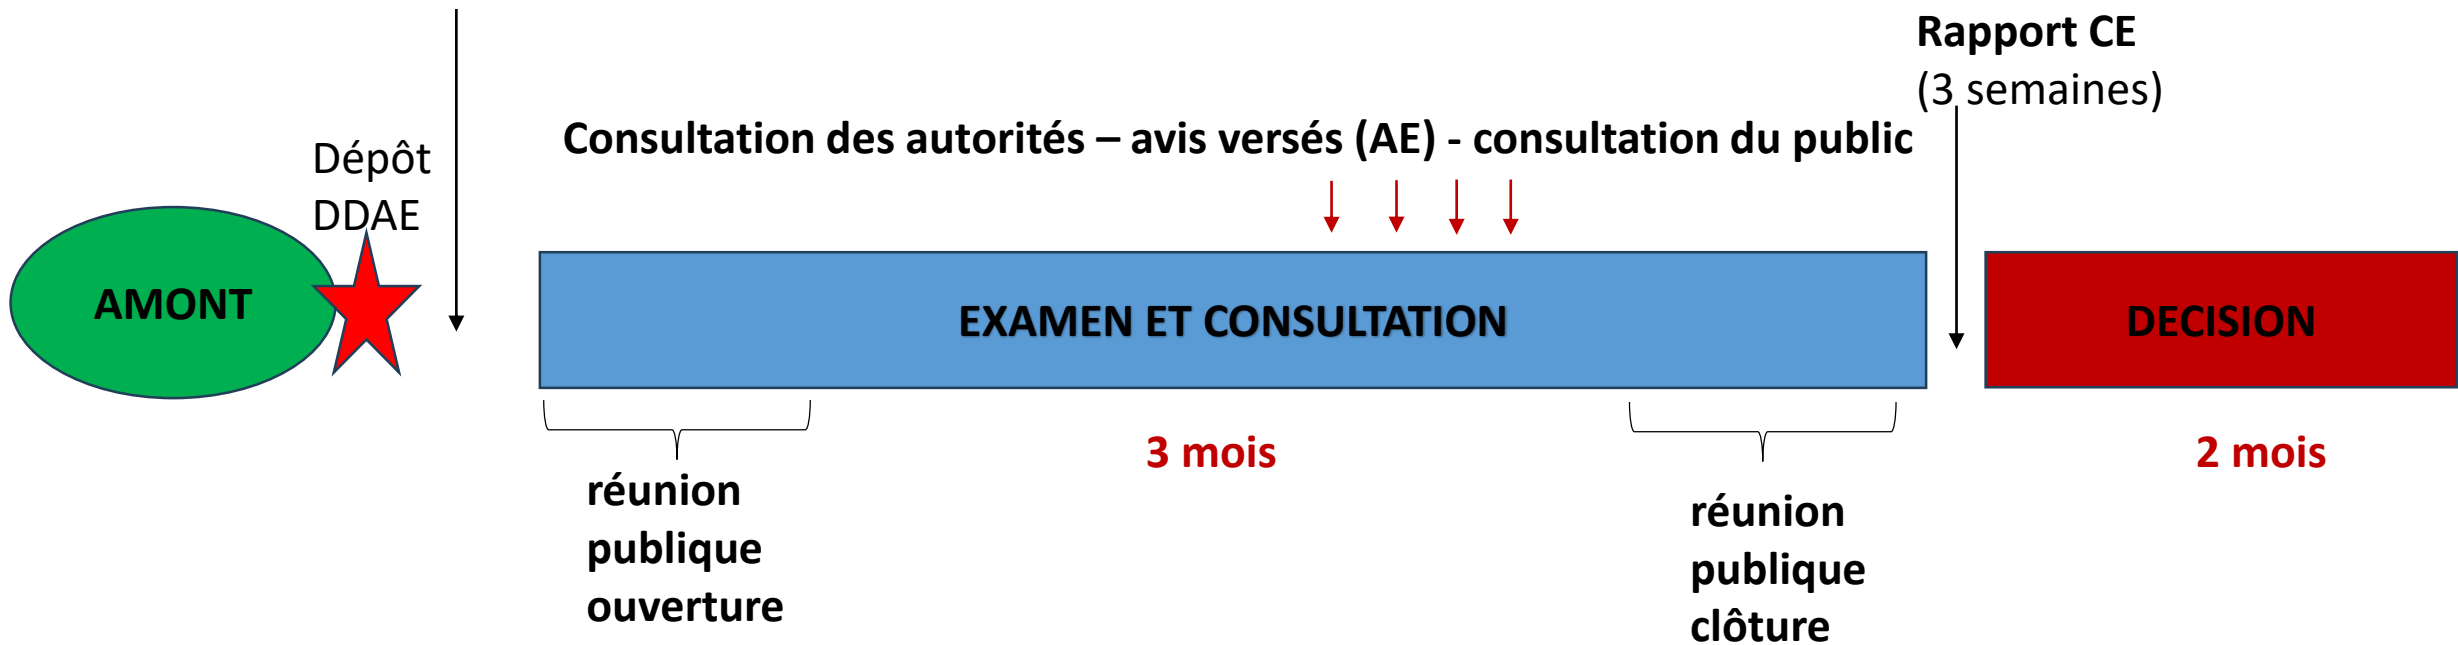 Rapport CE
(3 semaines)
Consultation des autorités – avis versés (AE) - consultation du public
Dépôt
DDAE
AMONT
EXAMEN ET CONSULTATION
DECISION
3 mois
2 mois
réunion
publique
ouverture
réunion
publique
clôture